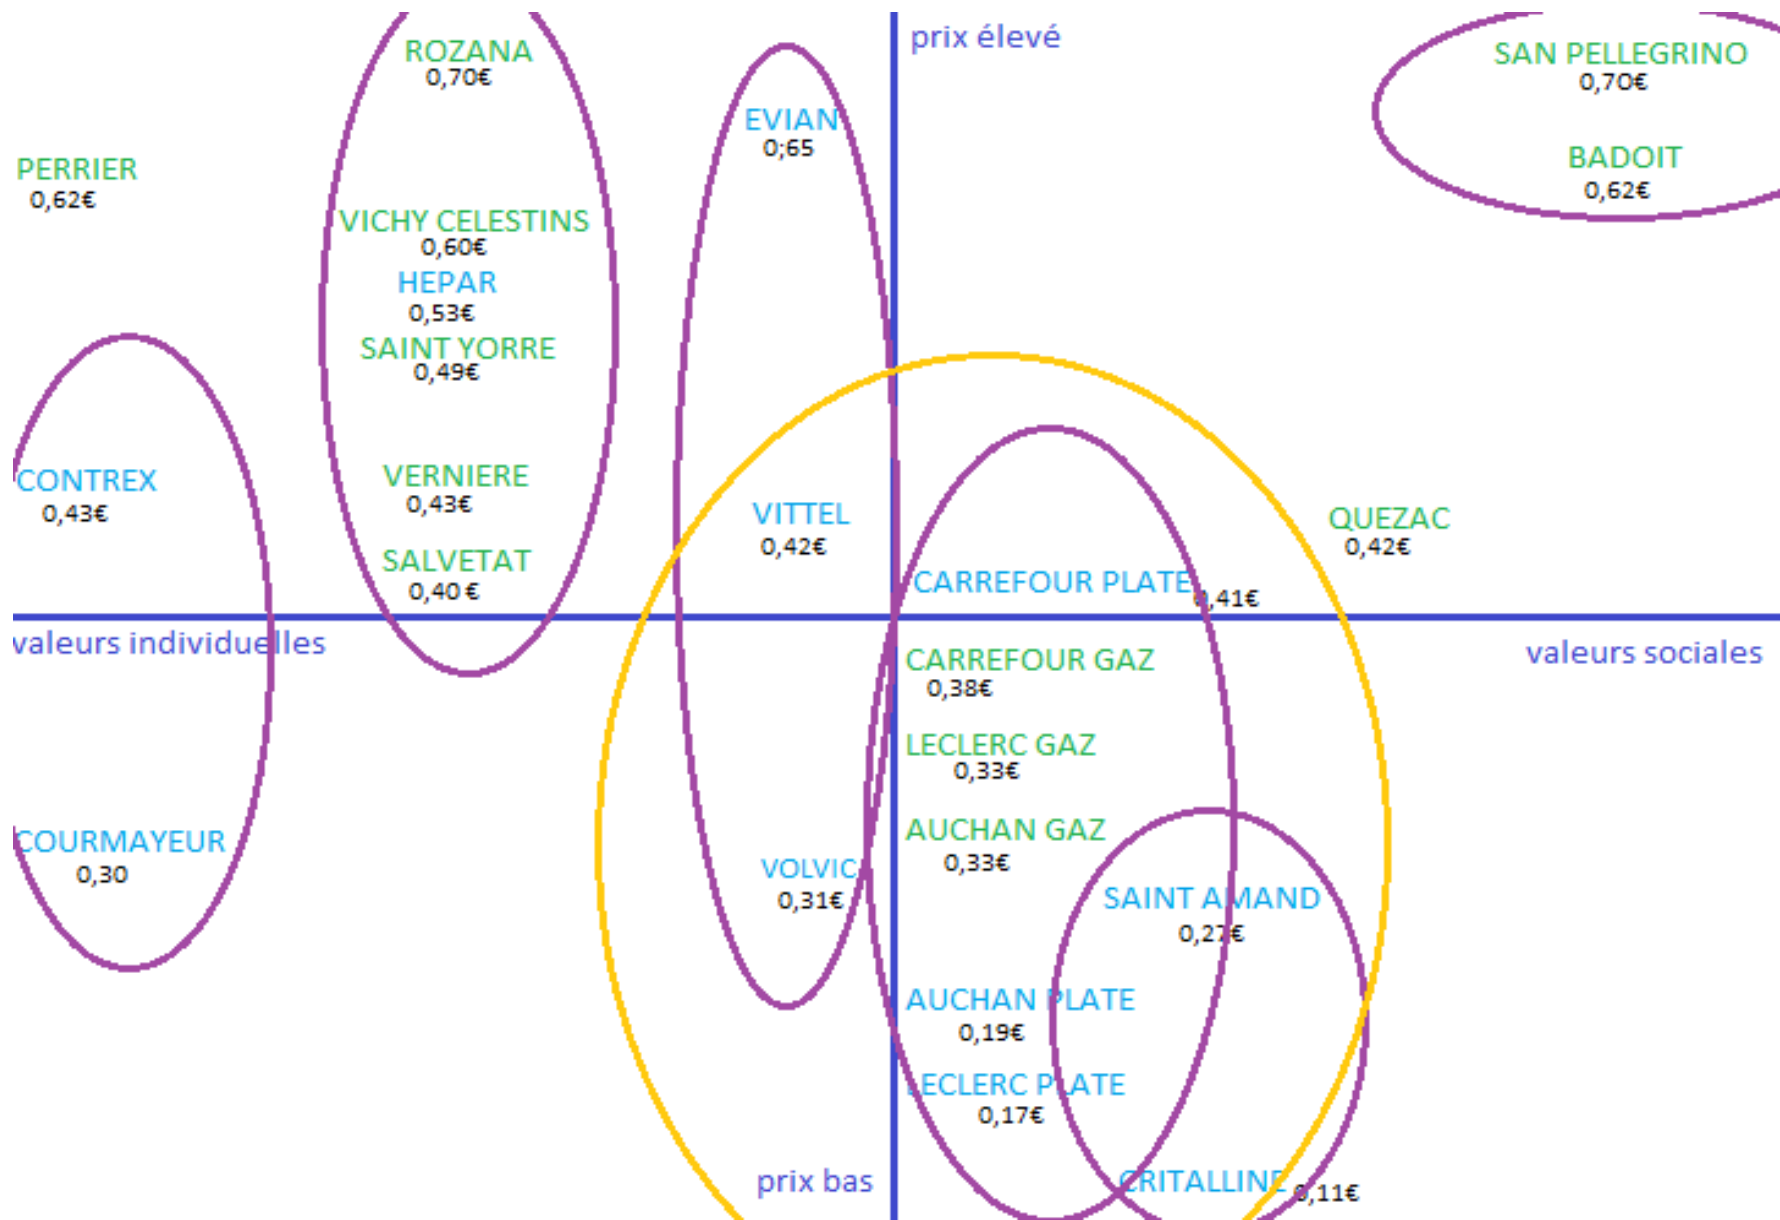 prix élevé
ROZANA
0,70€
SAN PELLEGRINO
0,70€
EVIAN
0;65
PERRIER
0,62€
BADOIT
0,62€
VICHY CELESTINS
0,60€
HEPAR
0,53€
SAINT YORRE
0,49€
CONTREX
0,43€
VERNIERE
0,43€
VITTEL
0,42€
QUEZAC
0,42€
SALVETAT
0,40 €
CARREFOUR PLATE
0,41€
valeurs individuelles
valeurs sociales
CARREFOUR GAZ
0,38€
LECLERC GAZ
0,33€
AUCHAN GAZ
0,33€
COURMAYEUR
0,30
VOLVIC
0,31€
SAINT AMAND
0,27€
AUCHAN PLATE
0,19€
LECLERC PLATE
0,17€
prix bas
CRITALLINE
0,11€